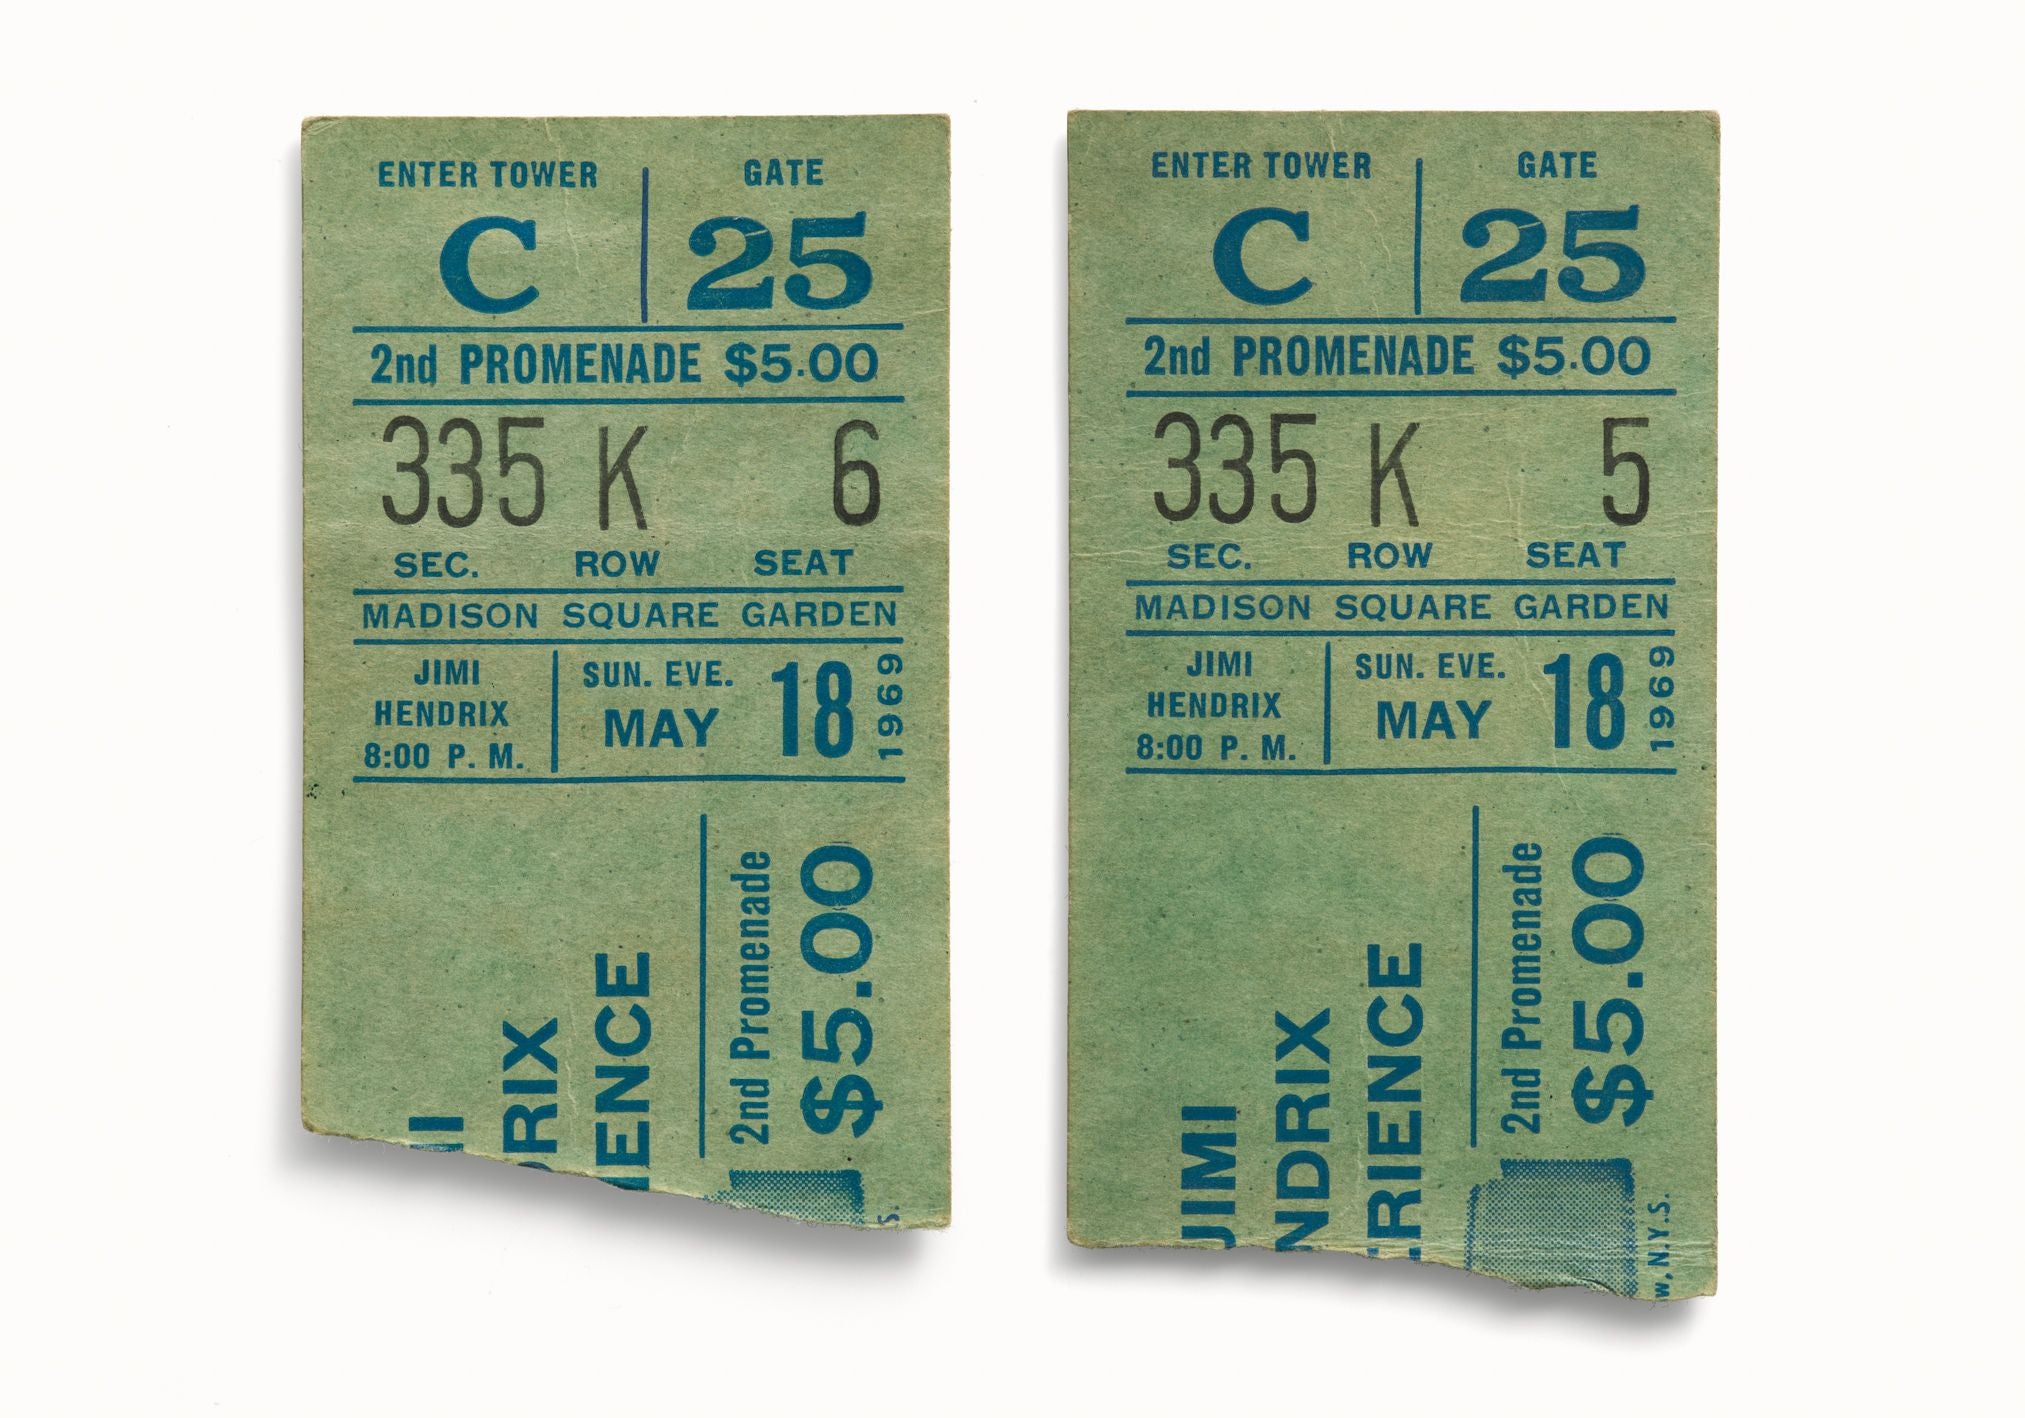 ENTER TOWER GATE
C 25
2nd PROMENADE $5.00
335 K 6
SEC. ROW SEAT
MADISON SQUARE GARDEN
JIMI
HENDRIX
8:00 P. M.
SUN. EVE.
MAY 18 1969
MI
DRIX
IENCE
2nd Promenade
$5.00
S.
ENTER TOWER GATE
C 25
2nd PROMENADE $5.00
335 K 5
SEC. ROW SEAT
MADISON SQUARE GARDEN
JIMI
HENDRIX
8:00 P. M.
SUN. EVE.
MAY 18 1969
JIMI
NDRIX
RIENCE
2nd Promenade
$5.00
w, N.Y.S.